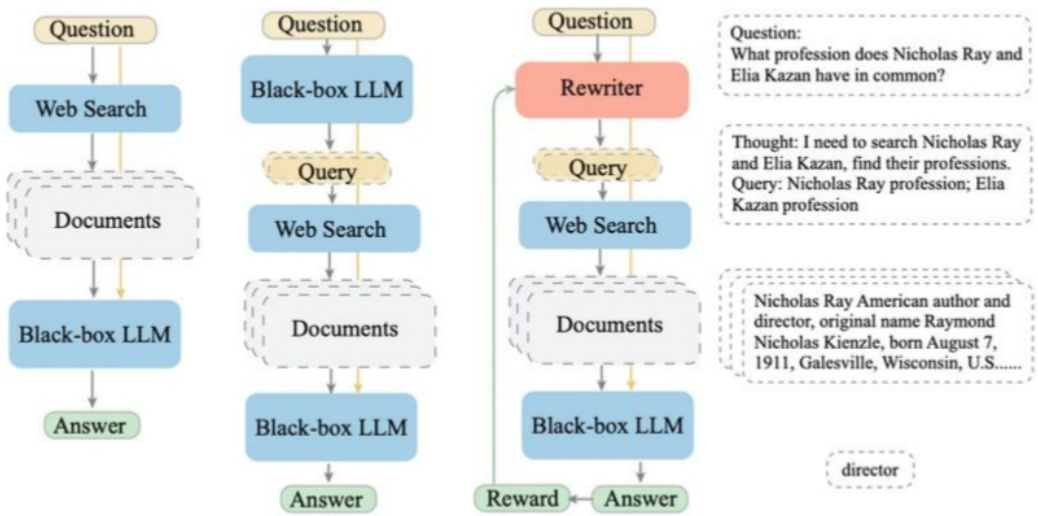 Question
Web Search
Documents
Black-box LLM
Answer
Question
Black-box LLM
Query
Web Search
Documents
Black-box LLM
Answer
Question
Rewriter
Query
Web Search
Documents
Black-box LLM
Reward
Answer
Question:
What profession does Nicholas Ray and
Elia Kazan have in common?
Thought: I need to search Nicholas Ray
and Elia Kazan, find their professions.
Query: Nicholas Ray profession; Elia
Kazan profession
Nicholas Ray American author and
director, original name Raymond
Nicholas Kienzle, born August 7,
1911, Galesville, Wisconsin, U.S......
director